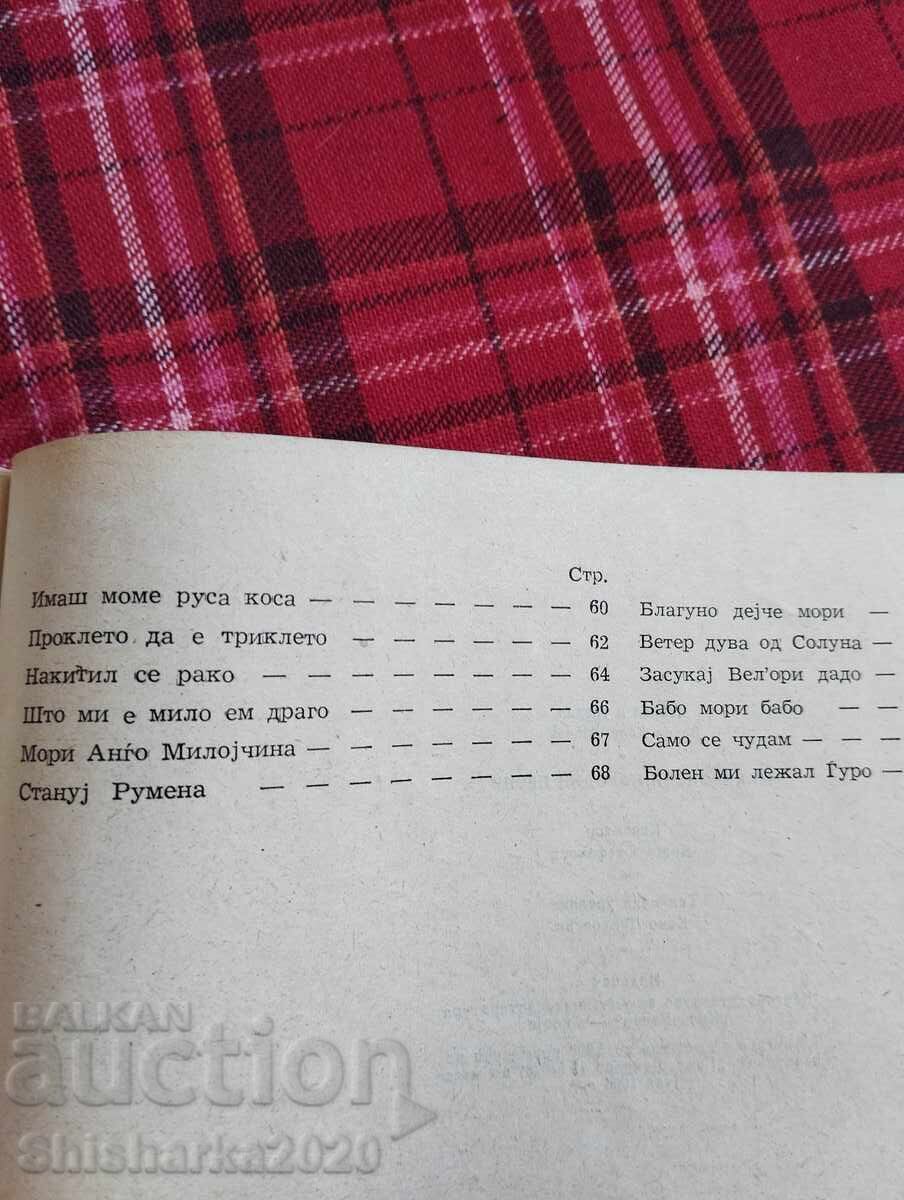 Стр.
Имаш моме руса коса — — — — — — — 60
Проклето да е триклето — — — — — — 62
Накитил се рако — — — — — — — — 64
Што ми е мило ем драго — — — — — — 66
Мори Анѓо Милојчина — — — — — — — 67
Стануј Румена — — — — — — — — 68
Благуно дејче мори —
Ветер дува од Солуна —
Засукај Вел'ори дадо —
Бабо мори бабо — —
Само се чудам — — —
Болен ми лежал Ѓуро —
BALKAN
auction
Shisharka2020